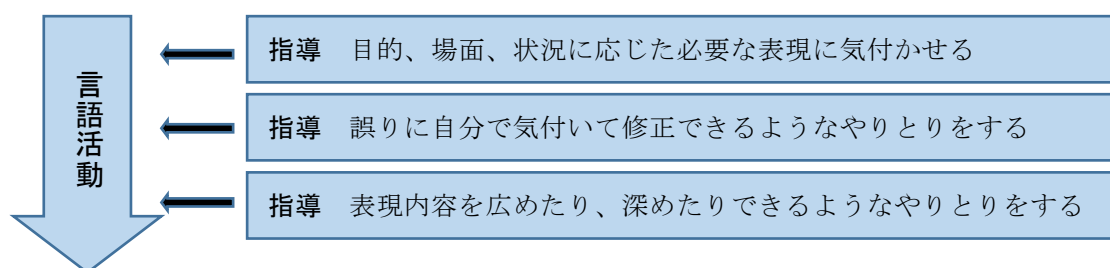 言語活動
指導　目的、場面、状況に応じた必要な表現に気付かせる
指導　誤りに自分で気付いて修正できるようなやりとりをする
指導　表現内容を広めたり、深めたりできるようなやりとりをする